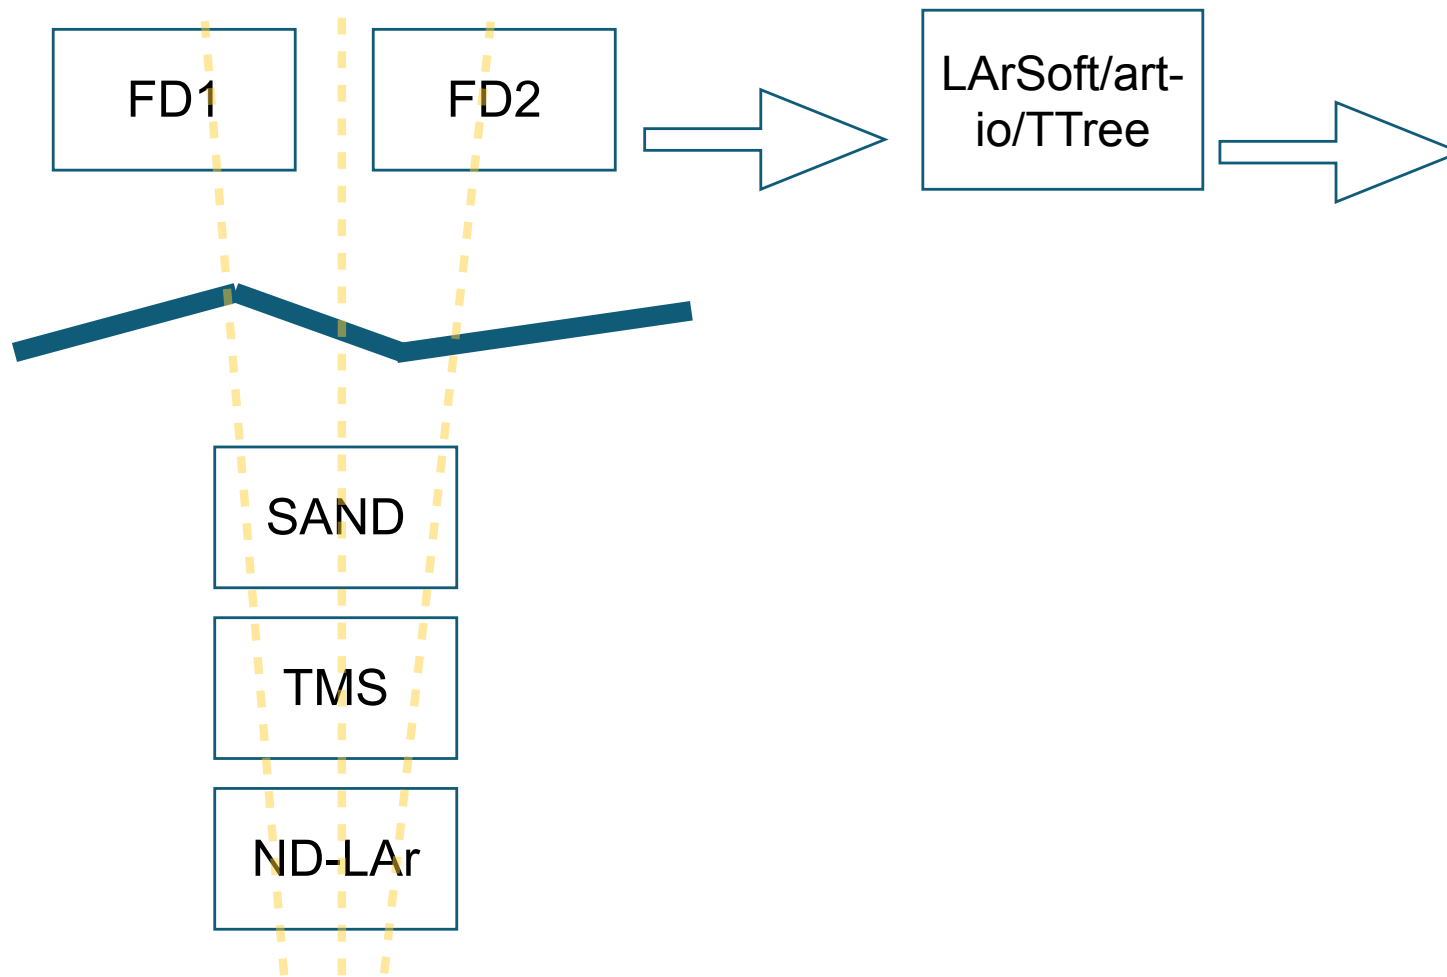 FD1
FD2
LArSoft/art-
io/TTree
SAND
TMS
ND-LAr